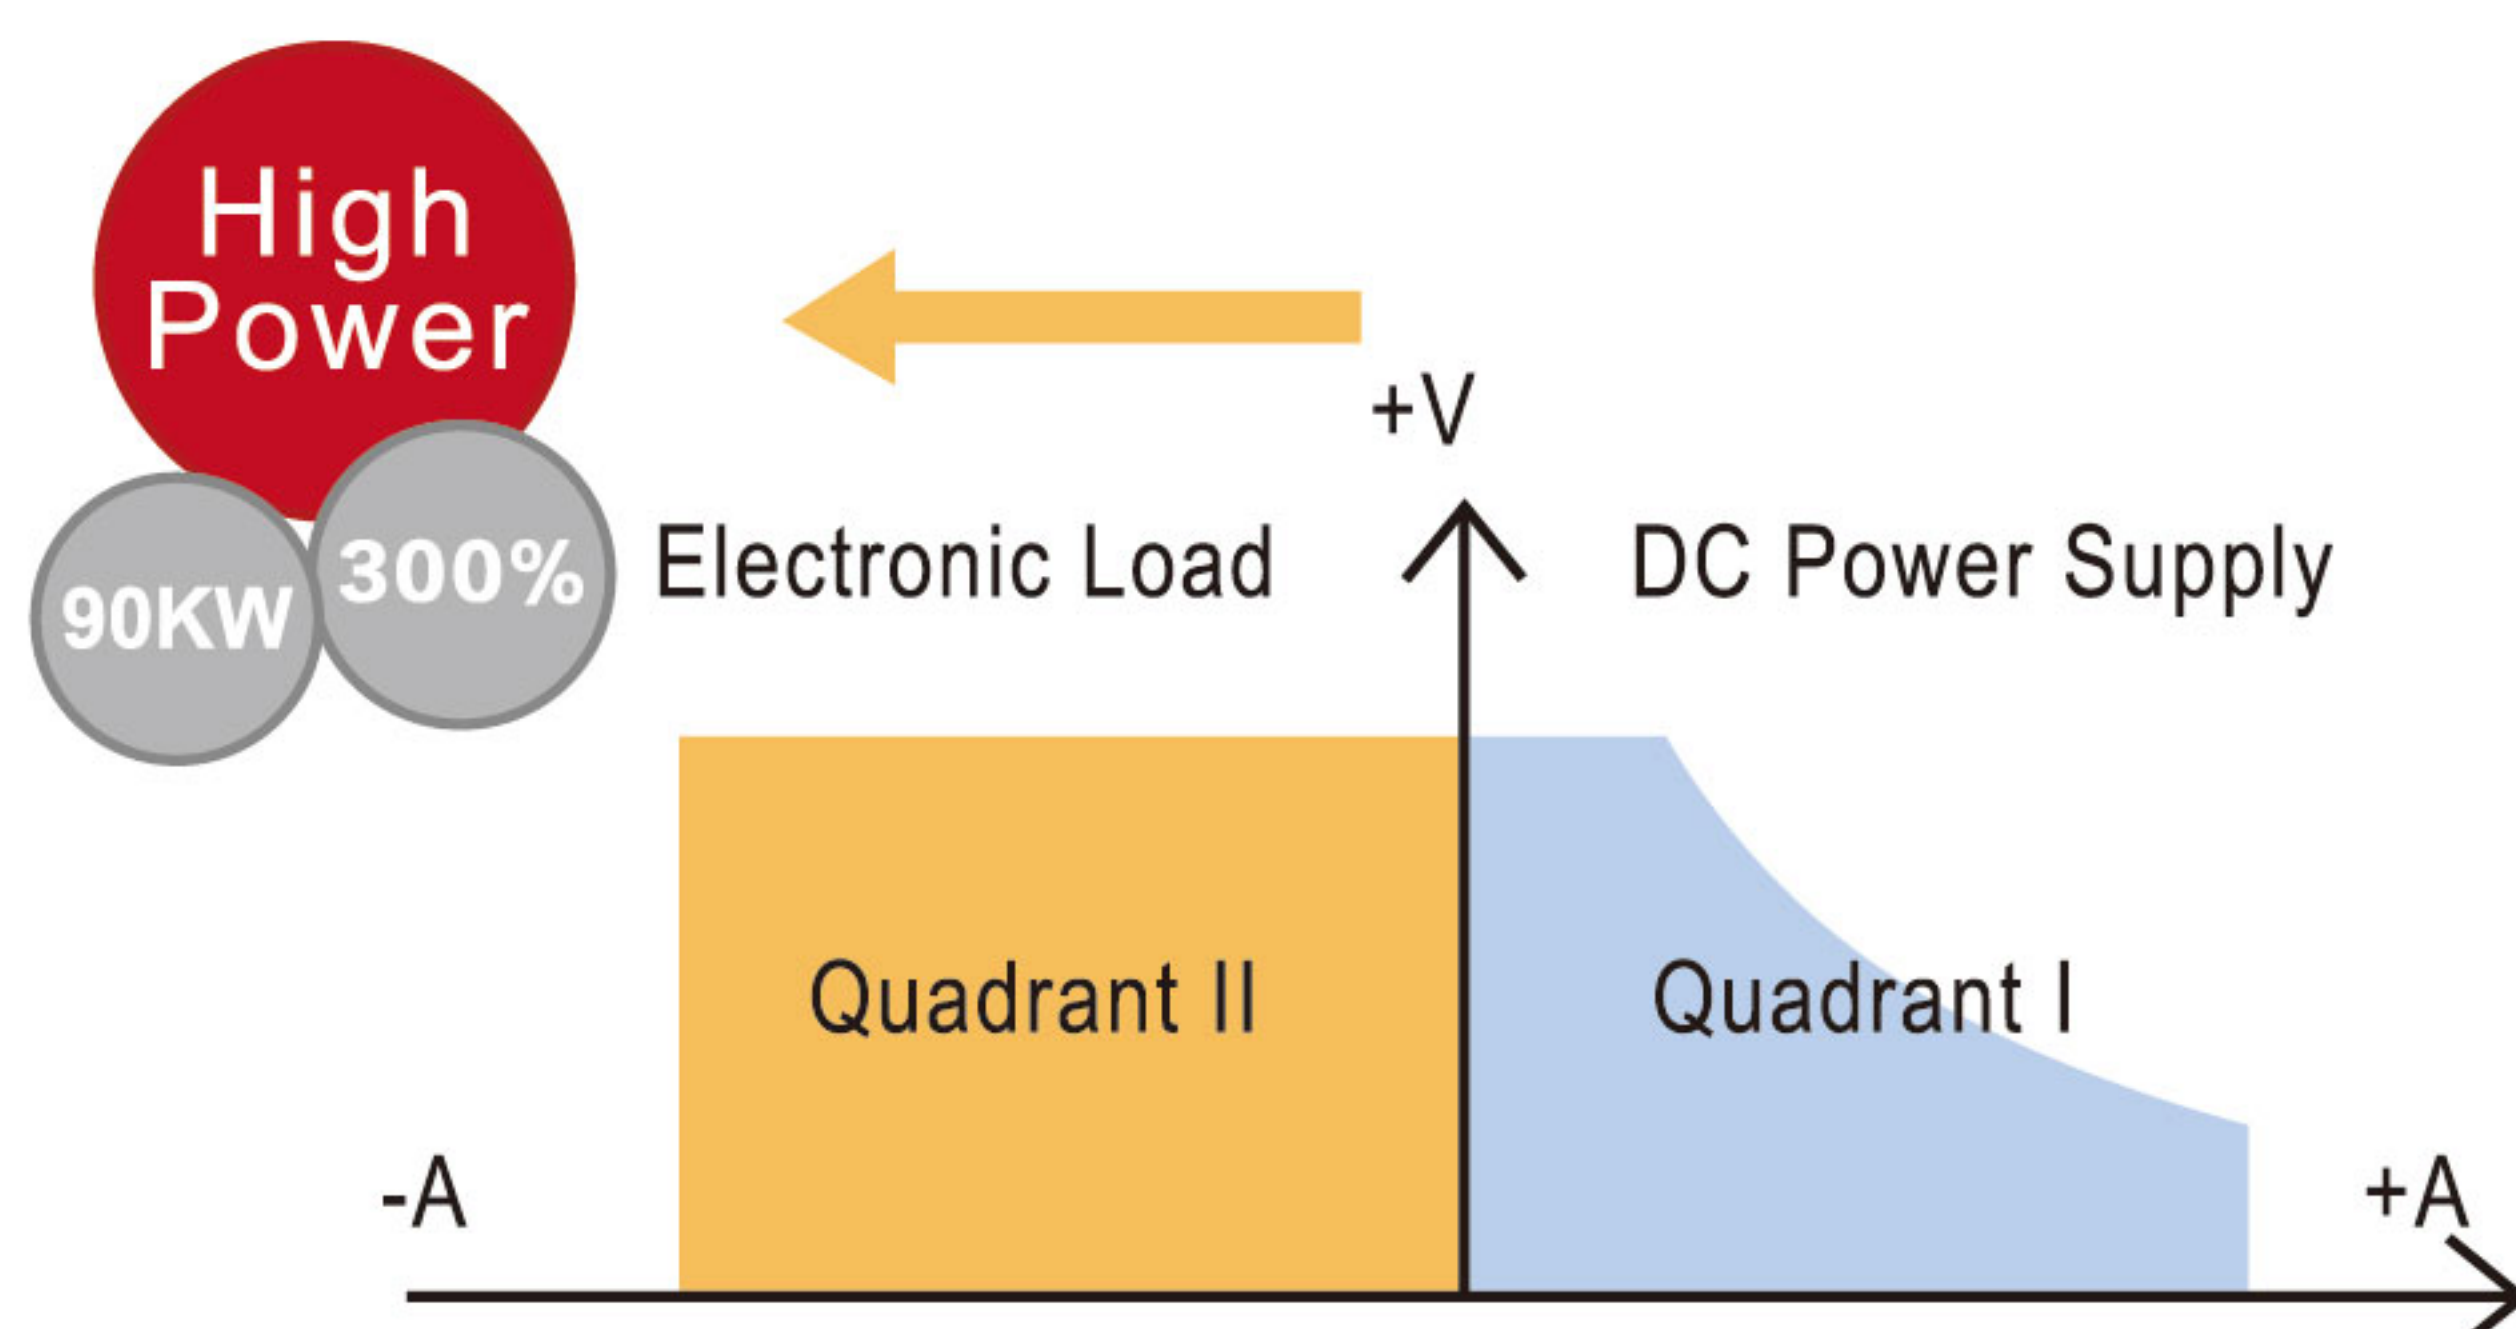 High
Power
90KW
300%
+V
Electronic Load
DC Power Supply
Quadrant II
Quadrant I
-A
+A